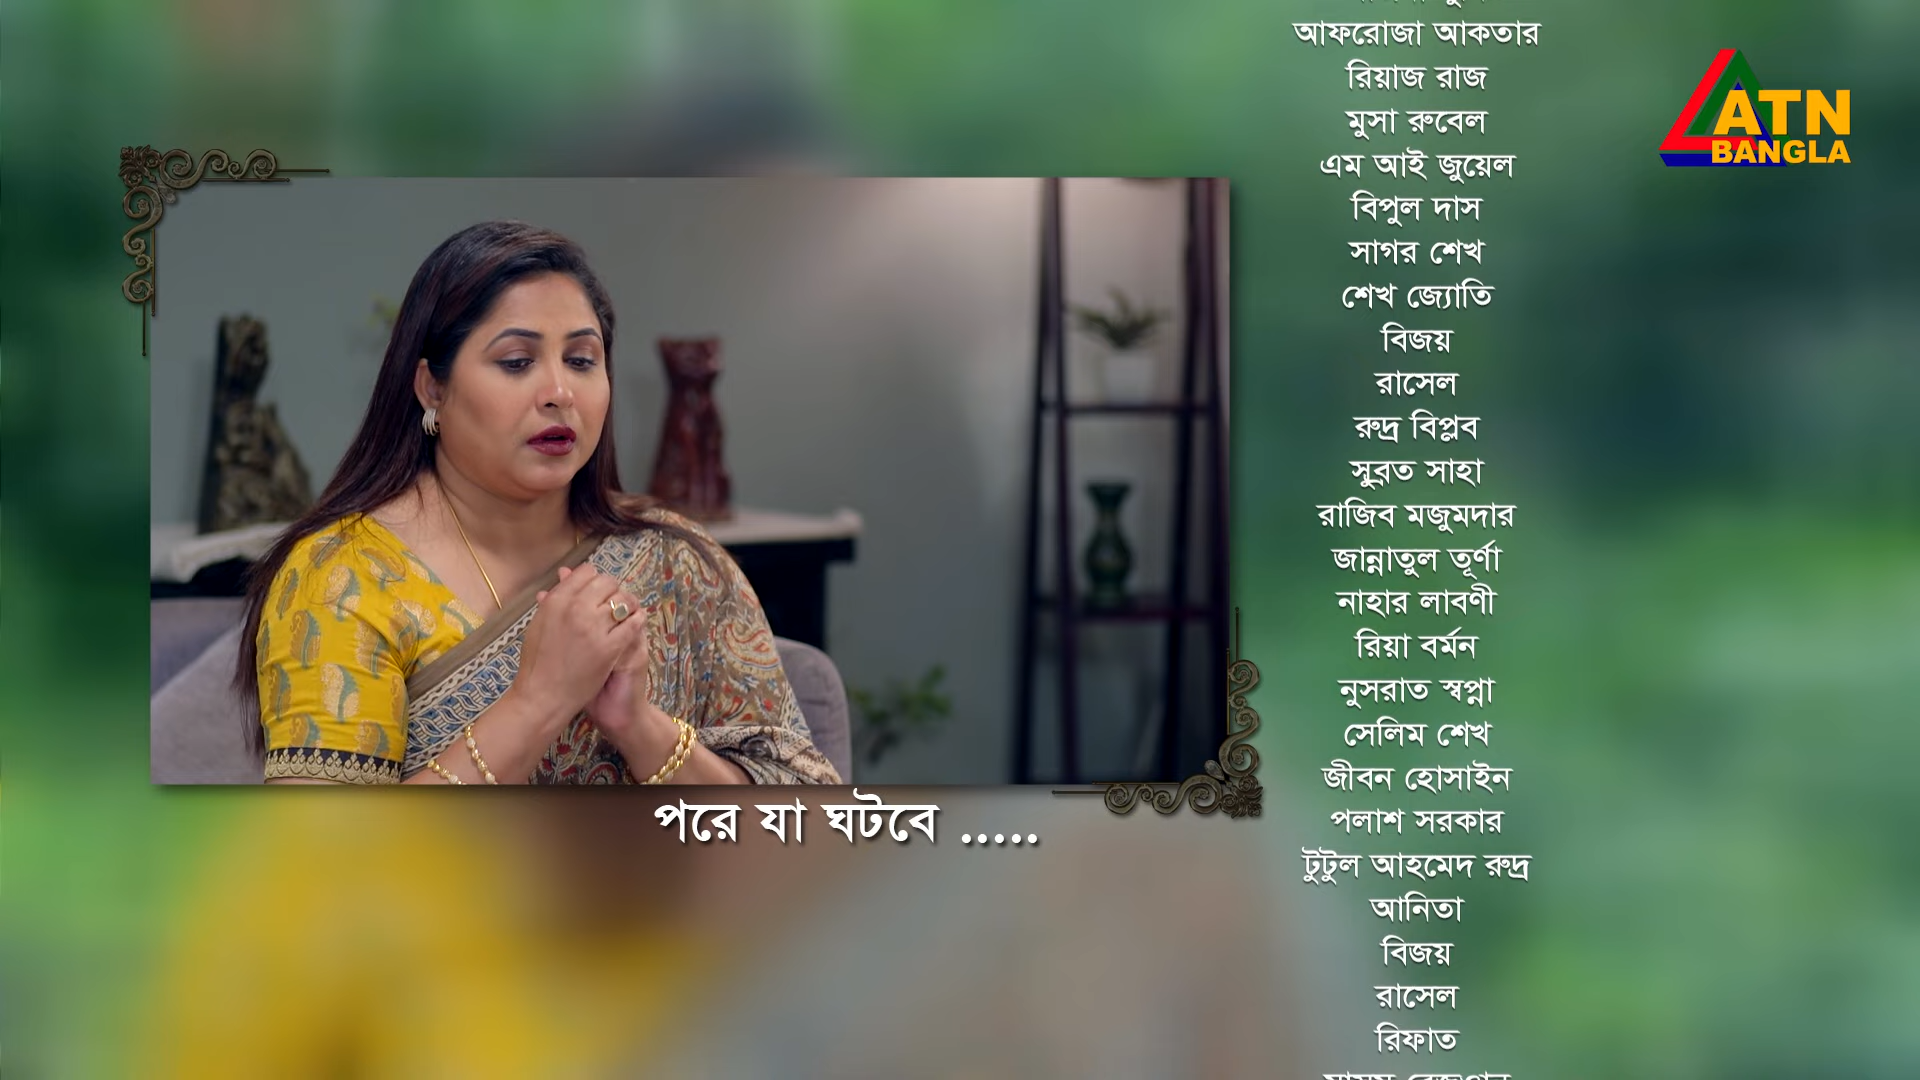 আফরোজা আকতার
রিয়াজ রাজ
মুসা রুবেল
এম আই জুয়েল
বিপুল দাস
সাগর শেখ
শেখ জ্যোতি
বিজয়
রাসেল
রুদ্র বিপ্লব
সুব্রত সাহা
রাজিব মজুমদার
জান্নাতুল তূর্ণা
নাহার লাবণী
রিয়া বর্মন
নুসরাত স্বপ্না
সেলিম শেখ
জীবন হোসাইন
পলাশ সরকার
টুটুল আহমেদ রুদ্র
আনিতা
বিজয়
রাসেল
রিফাত
পরে যা ঘটবে .....
ATN
BANGLA